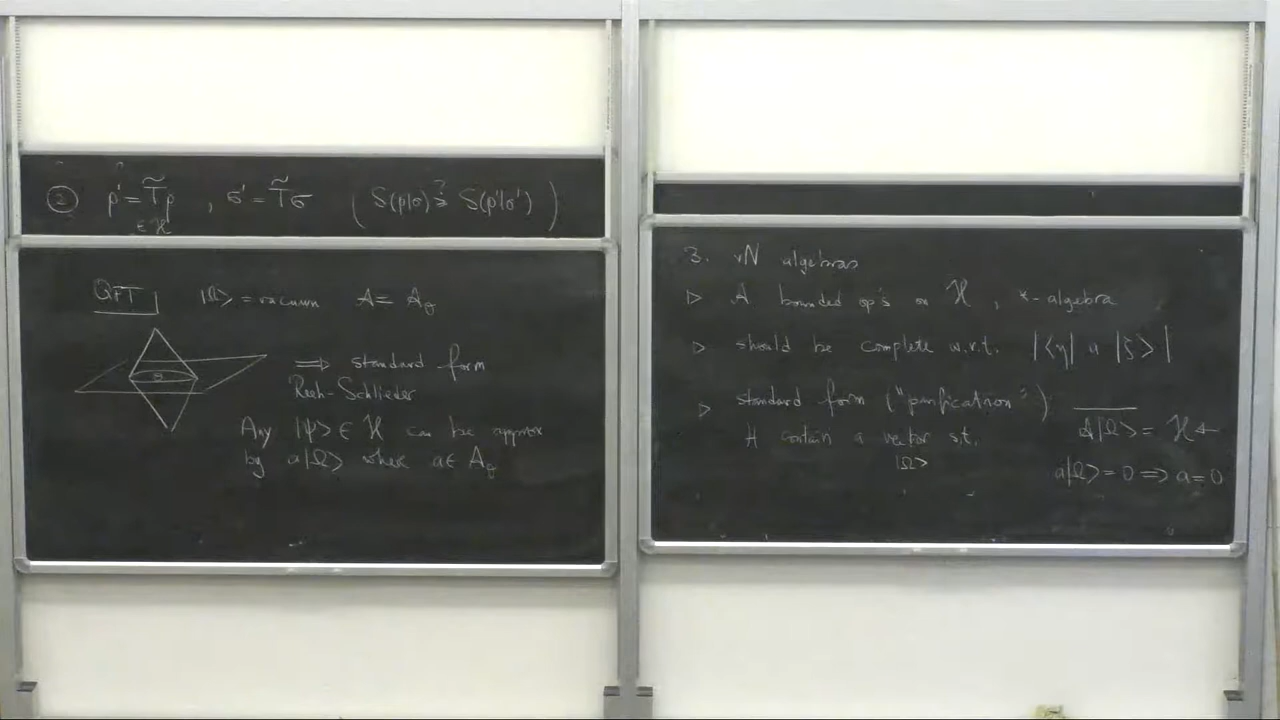 ② ρ' = T̃ρ , σ' = T̃σ ( S(ρ|σ) ≥? S(ρ'|σ') )
∈ ℋ
QFT |Ω> = vacuum A = A_O
O
⟹ standard form
Reeh-Schlieder
Any |ψ> ∈ ℋ can be approx
by a|Ω> where a ∈ A_O
3. vN algebras
▷ A bounded op's on ℋ , *-algebra
▷ should be complete w.r.t. |<η| a |ξ>|
▷ standard form ("purification")
H contain a vector s.t. A|Ω> = ℋ ←
|Ω>
a|Ω> = 0 ⟹ a = 0